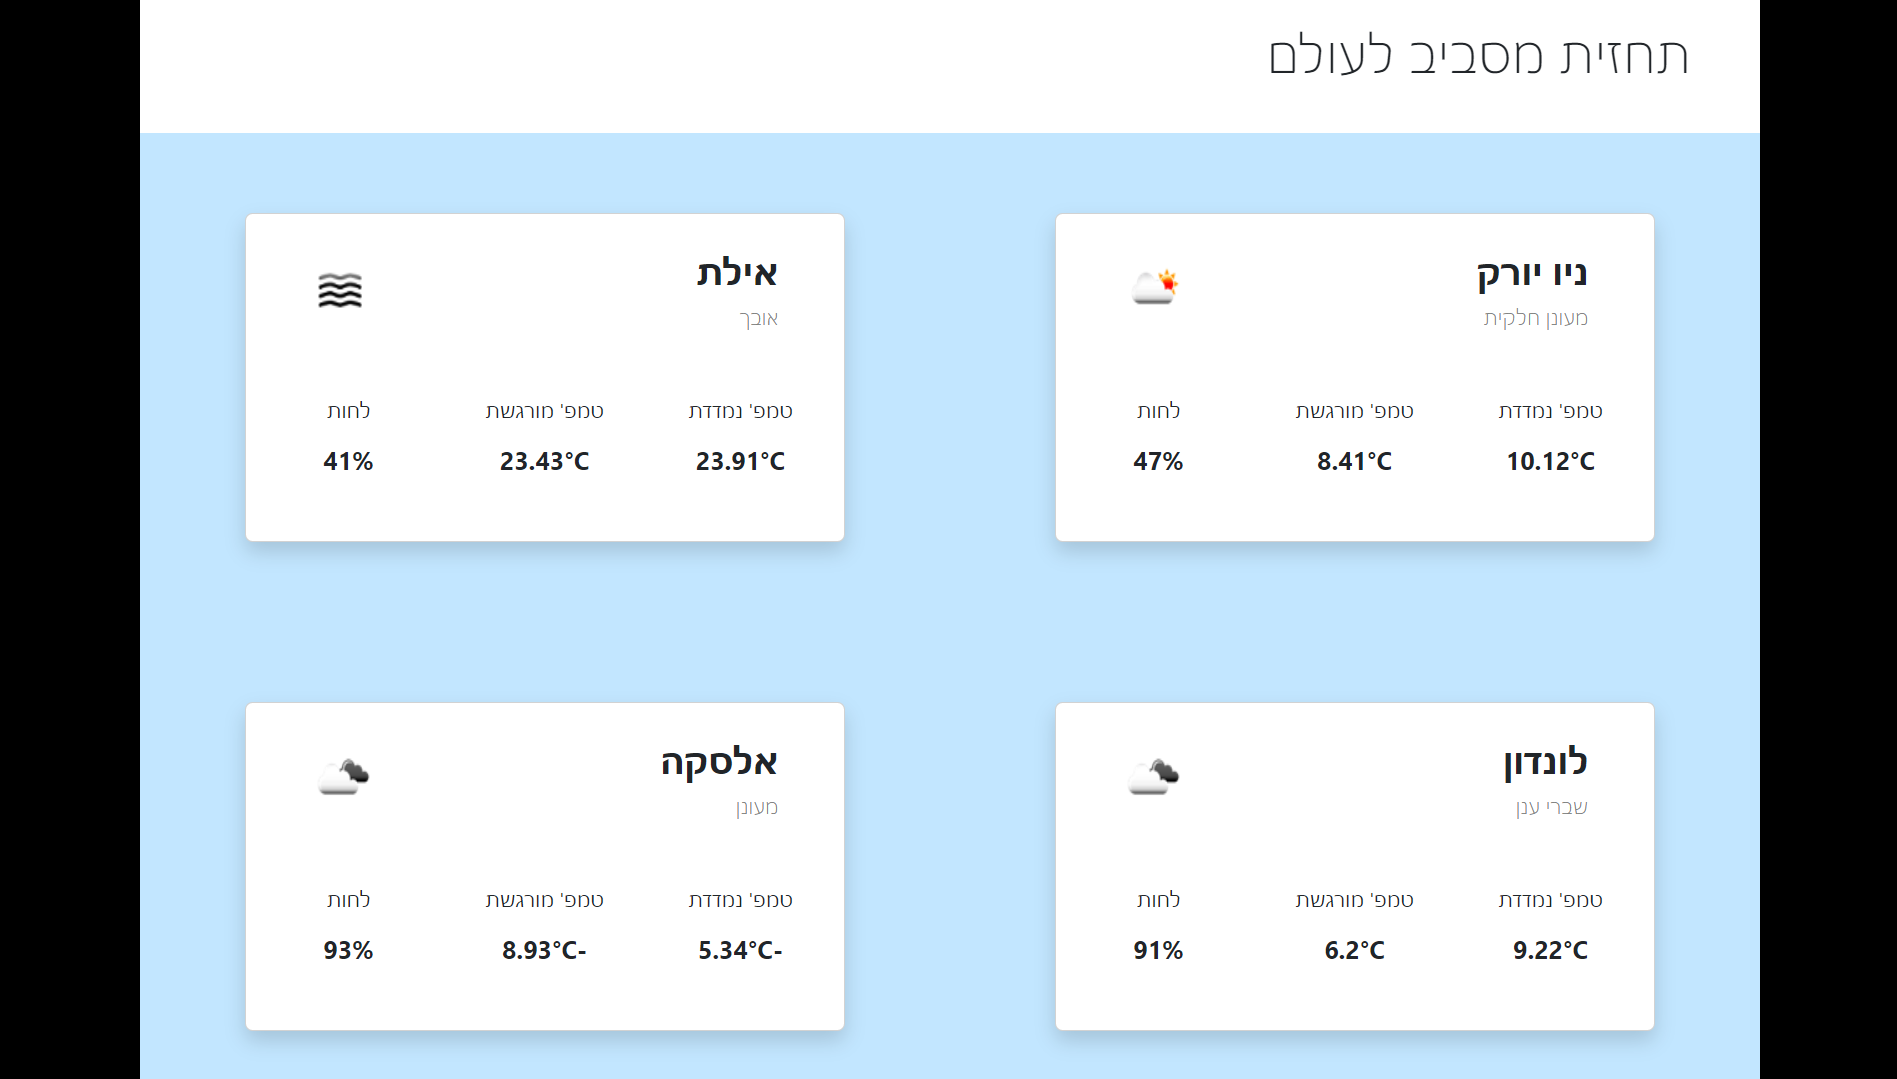 תחזית מסביב לעולם
ניו יורק
מעונן חלקית
טמפ' נמדדת
טמפ' מורגשת
לחות
10.12°C
8.41°C
47%
אילת
אובך
טמפ' נמדדת
טמפ' מורגשת
לחות
23.91°C
23.43°C
41%
לונדון
שברי ענן
טמפ' נמדדת
טמפ' מורגשת
לחות
9.22°C
6.2°C
91%
אלסקה
מעונן
טמפ' נמדדת
טמפ' מורגשת
לחות
5.34°C-
8.93°C-
93%